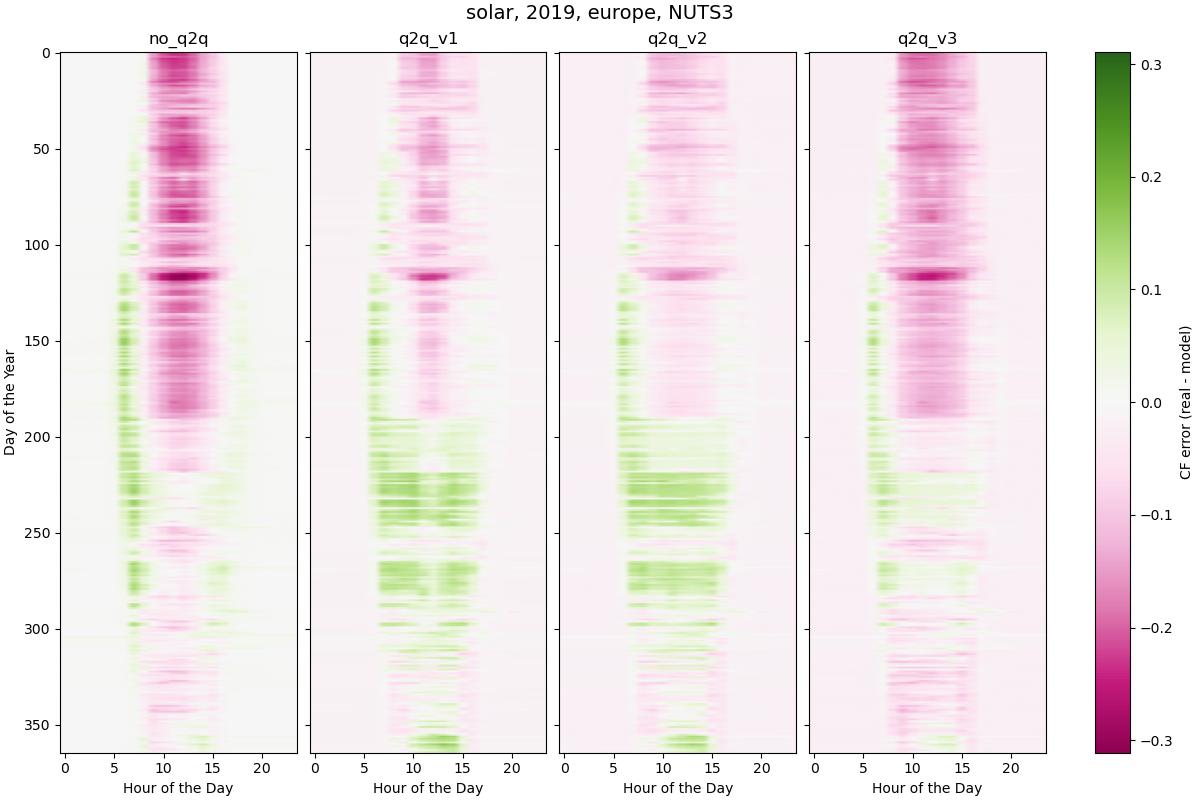 solar, 2019, europe, NUTS3
no_q2q
q2q_v1
q2q_v2
q2q_v3
0
50
100
150
200
250
300
350
Day of the Year
0 5 10 15 20
0 5 10 15 20
0 5 10 15 20
0 5 10 15 20
Hour of the Day
Hour of the Day
Hour of the Day
Hour of the Day
0.3
0.2
0.1
0.0
−0.1
−0.2
−0.3
CF error (real - model)